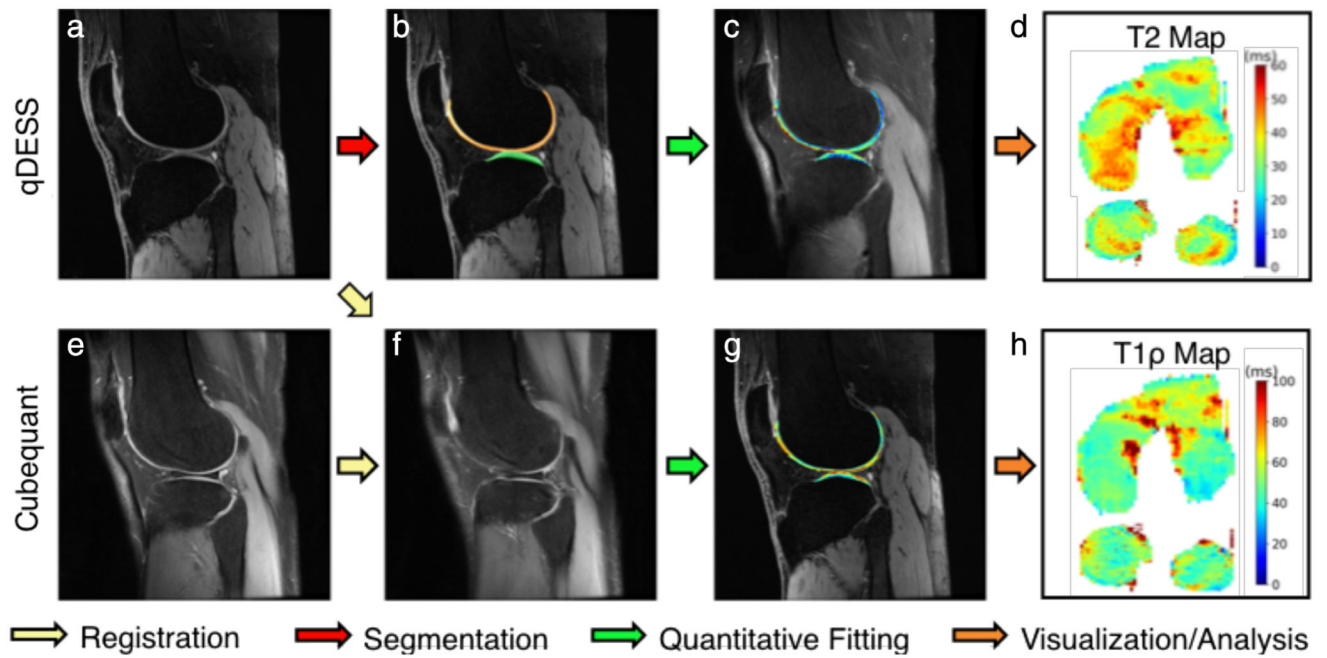 a
b
c
d
T2 Map
(ms)
60
50
40
30
20
10
0
qDESS
e
f
g
h
T1ρ Map
(ms)
100
80
60
40
20
0
Cubequant
Registration
Segmentation
Quantitative Fitting
Visualization/Analysis